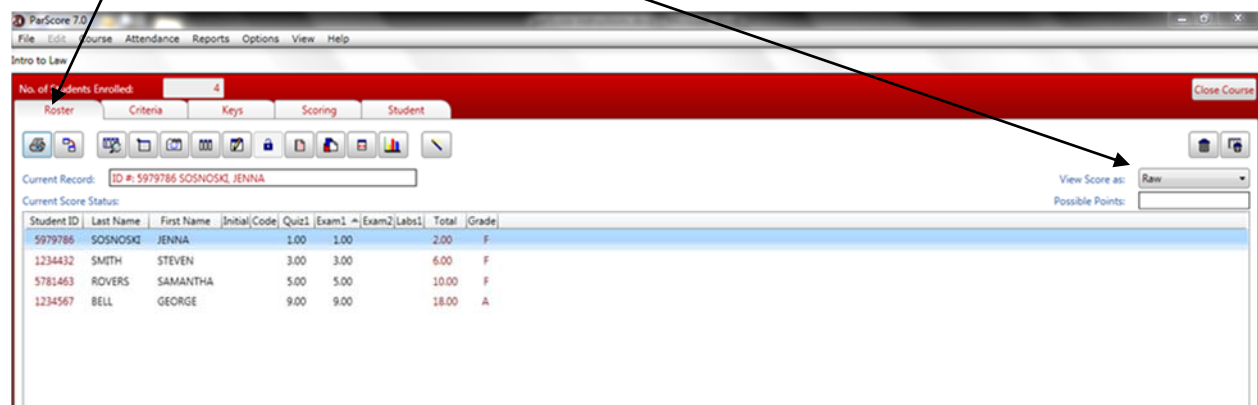 ParScore 7.0
File Edit Course Attendance Reports Options View Help
Intro to Law
No. of Students Enrolled: 4 Close Course
Roster Criteria Keys Scoring Student
Current Record: ID #: 5979786 SOSNOSKI, JENNA View Score as: Raw
Current Score Status: Possible Points:
Student ID Last Name First Name Initial Code Quiz1 Exam1 Exam2 Labs1 Total Grade
5979786 SOSNOSKI JENNA 1.00 1.00 2.00 F
1234432 SMITH STEVEN 3.00 3.00 6.00 F
5781463 ROVERS SAMANTHA 5.00 5.00 10.00 F
1234567 BELL GEORGE 9.00 9.00 18.00 A